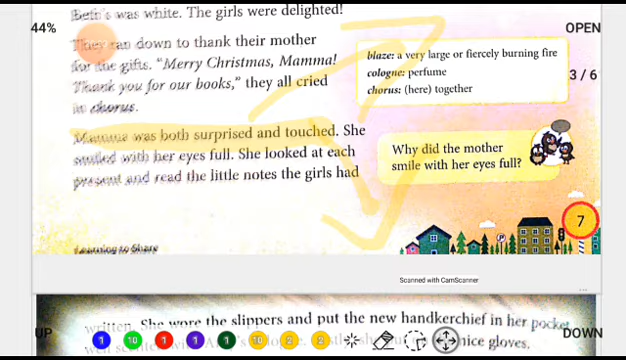 44%
OPEN
Beth's was white. The girls were delighted!
They ran down to thank their mother
for the gifts. "Merry Christmas, Mamma!
Thank you for our books," they all cried
in chorus.
blaze: a very large or fiercely burning fire
cologne: perfume
chorus: (here) together
3 / 6
Mamma was both surprised and touched. She
smiled with her eyes full. She looked at each
present and read the little notes the girls had
Why did the mother
smile with her eyes full?
7
Learning to Share
Scanned with CamScanner
UP
written. She wore the slippers and put the new handkerchief in her pocket,
DOWN
1 10 1 1 1 10 2 2
nice gloves.